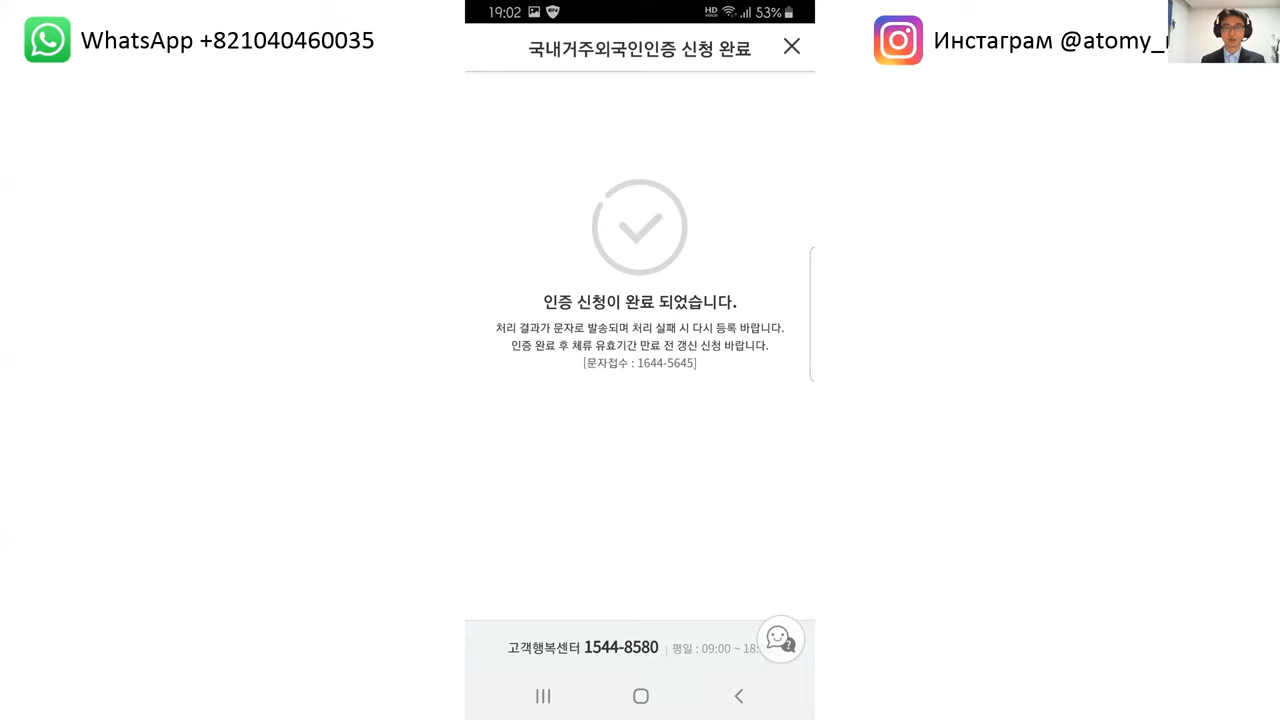 WhatsApp +821040460035
19:02
HD VOICE 53%
Инстаграм @atomy_
국내거주외국인인증 신청 완료
인증 신청이 완료 되었습니다.
처리 결과가 문자로 발송되며 처리 실패 시 다시 등록 바랍니다.
인증 완료 후 체류 유효기간 만료 전 갱신 신청 바랍니다.
[문자접수 : 1644-5645]
고객행복센터 1544-8580 | 평일 : 09:00 ~ 18: